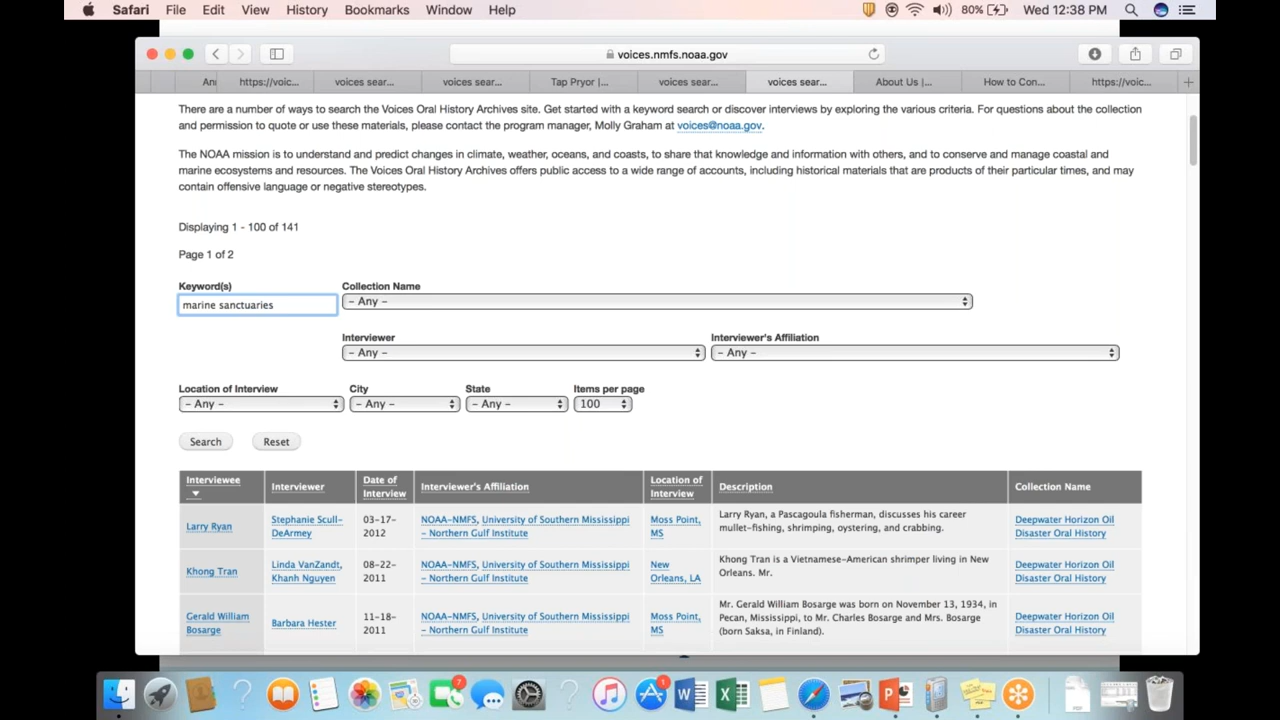 Safari File Edit View History Bookmarks Window Help 80% Wed 12:38 PM
voices.nmfs.noaa.gov
An https://voic... voices sear... voices sear... Tap Pryor |... voices sear... voices sear... About Us |... How to Con... https://voic...
There are a number of ways to search the Voices Oral History Archives site. Get started with a keyword search or discover interviews by exploring the various criteria. For questions about the collection
and permission to quote or use these materials, please contact the program manager, Molly Graham at voices@noaa.gov.
The NOAA mission is to understand and predict changes in climate, weather, oceans, and coasts, to share that knowledge and information with others, and to conserve and manage coastal and
marine ecosystems and resources. The Voices Oral History Archives offers public access to a wide range of accounts, including historical materials that are products of their particular times, and may
contain offensive language or negative stereotypes.
Displaying 1 - 100 of 141
Page 1 of 2
Keyword(s) Collection Name
marine sanctuaries - Any -
Interviewer Interviewer's Affiliation
- Any - - Any -
Location of Interview City State Items per page
- Any - - Any - - Any - 100
Search Reset
Interviewee Interviewer Date of Interview Interviewer's Affiliation Location of Interview Description Collection Name
Larry Ryan Stephanie Scull-DeArmey 03-17-2012 NOAA-NMFS, University of Southern Mississippi - Northern Gulf Institute Moss Point, MS Larry Ryan, a Pascagoula fisherman, discusses his career mullet-fishing, shrimping, oystering, and crabbing. Deepwater Horizon Oil Disaster Oral History
Khong Tran Linda VanZandt, Khanh Nguyen 08-22-2011 NOAA-NMFS, University of Southern Mississippi - Northern Gulf Institute New Orleans, LA Khong Tran is a Vietnamese-American shrimper living in New Orleans. Mr. Deepwater Horizon Oil Disaster Oral History
Gerald William Bosarge Barbara Hester 11-18-2011 NOAA-NMFS, University of Southern Mississippi - Northern Gulf Institute Moss Point, MS Mr. Gerald William Bosarge was born on November 13, 1934, in Pecan, Mississippi, to Mr. Charles Bosarge and Mrs. Bosarge (born Saksa, in Finland). Deepwater Horizon Oil Disaster Oral History
7 1